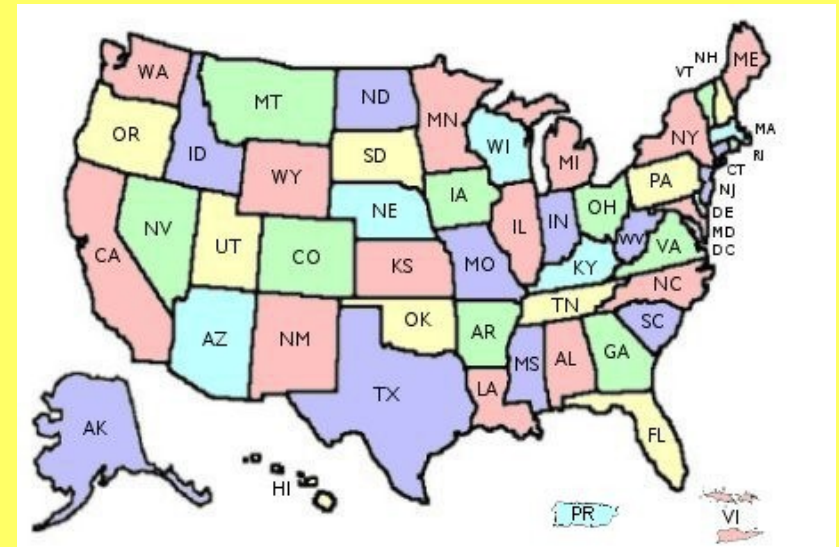 NH
ME
VT
WA
MT
ND
MN
OR
ID
WI
NY
MA
SD
MI
RI
WY
CT
PA
NJ
IA
NE
OH
DE
NV
IN
IL
MD
UT
WV
VA
DC
CA
CO
KS
MO
KY
NC
TN
OK
SC
AZ
NM
AR
GA
MS
AL
LA
TX
AK
FL
HI
PR
VI